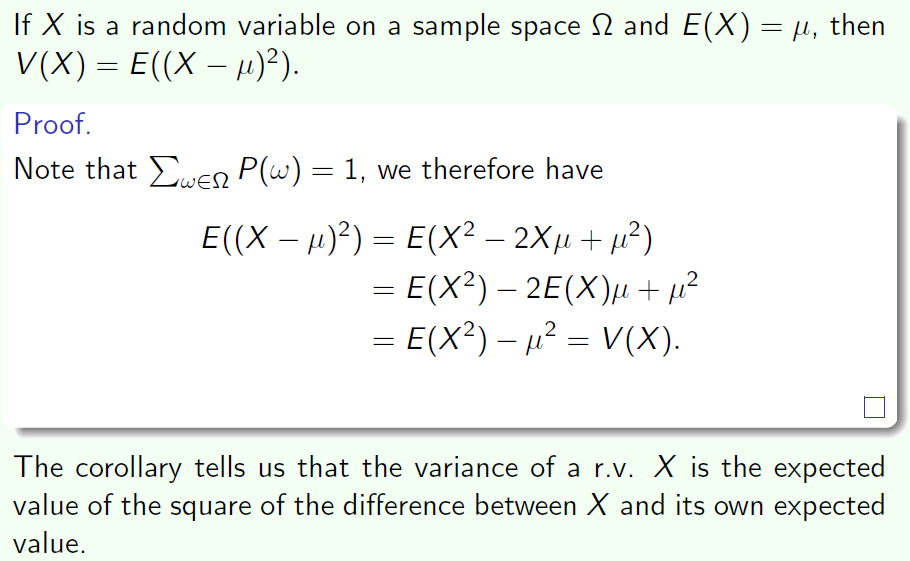 If X is a random variable on a sample space Ω and E(X) = μ, then
V(X) = E((X − μ)²).
Proof.
Note that ∑_{ω∈Ω} P(ω) = 1, we therefore have
E((X − μ)²) = E(X² − 2Xμ + μ²)
= E(X²) − 2E(X)μ + μ²
= E(X²) − μ² = V(X).
□
The corollary tells us that the variance of a r.v. X is the expected
value of the square of the difference between X and its own expected
value.